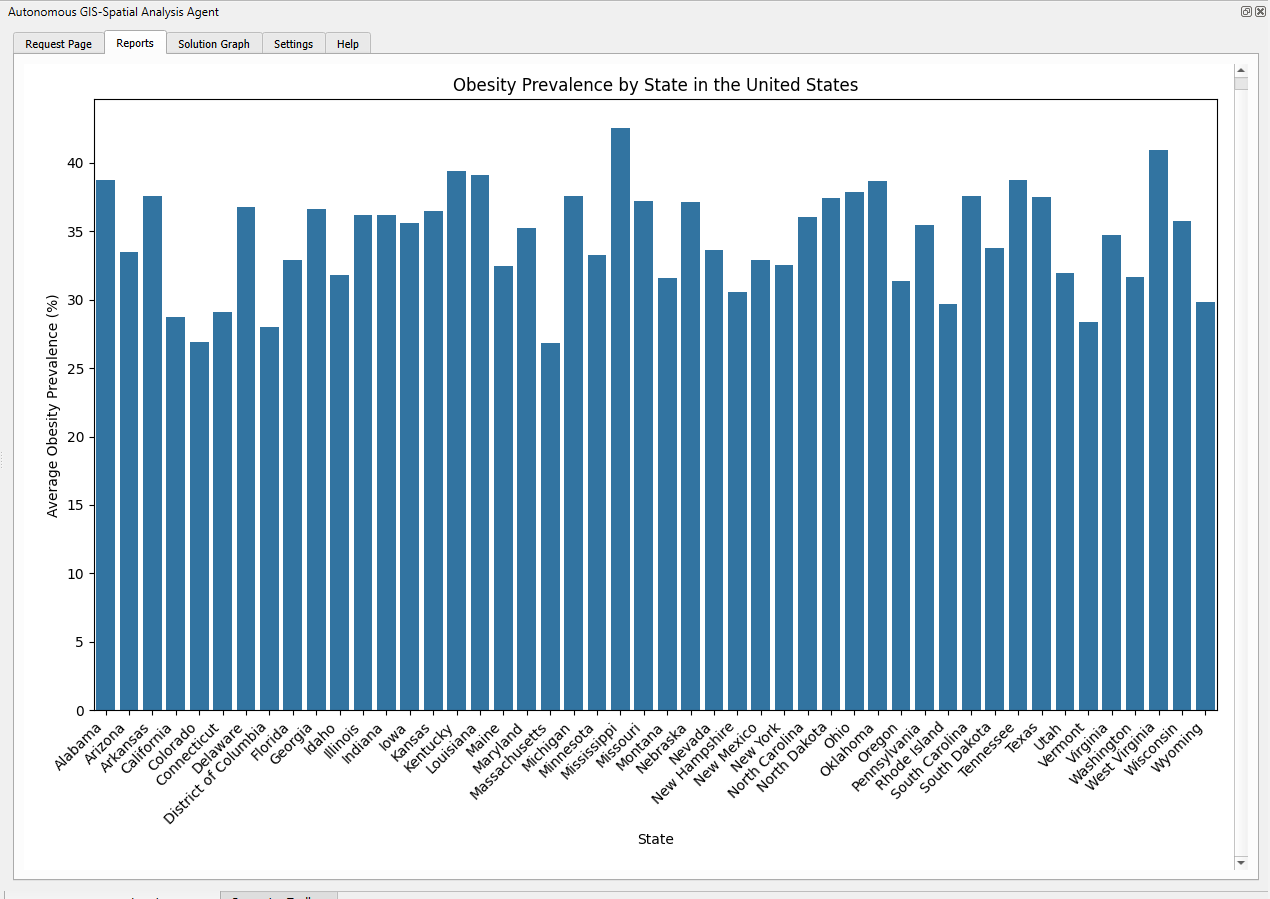 Autonomous GIS-Spatial Analysis Agent
Request Page
Reports
Solution Graph
Settings
Help
Obesity Prevalence by State in the United States
Average Obesity Prevalence (%)
40
35
30
25
20
15
10
5
0
Alabama
Arizona
Arkansas
California
Colorado
Connecticut
Delaware
District of Columbia
Florida
Georgia
Idaho
Illinois
Indiana
Iowa
Kansas
Kentucky
Louisiana
Maine
Maryland
Massachusetts
Michigan
Minnesota
Mississippi
Missouri
Montana
Nebraska
Nevada
New Hampshire
New Mexico
New York
North Carolina
North Dakota
Ohio
Oklahoma
Oregon
Pennsylvania
Rhode Island
South Carolina
South Dakota
Tennessee
Texas
Utah
Vermont
Virginia
Washington
West Virginia
Wisconsin
Wyoming
State